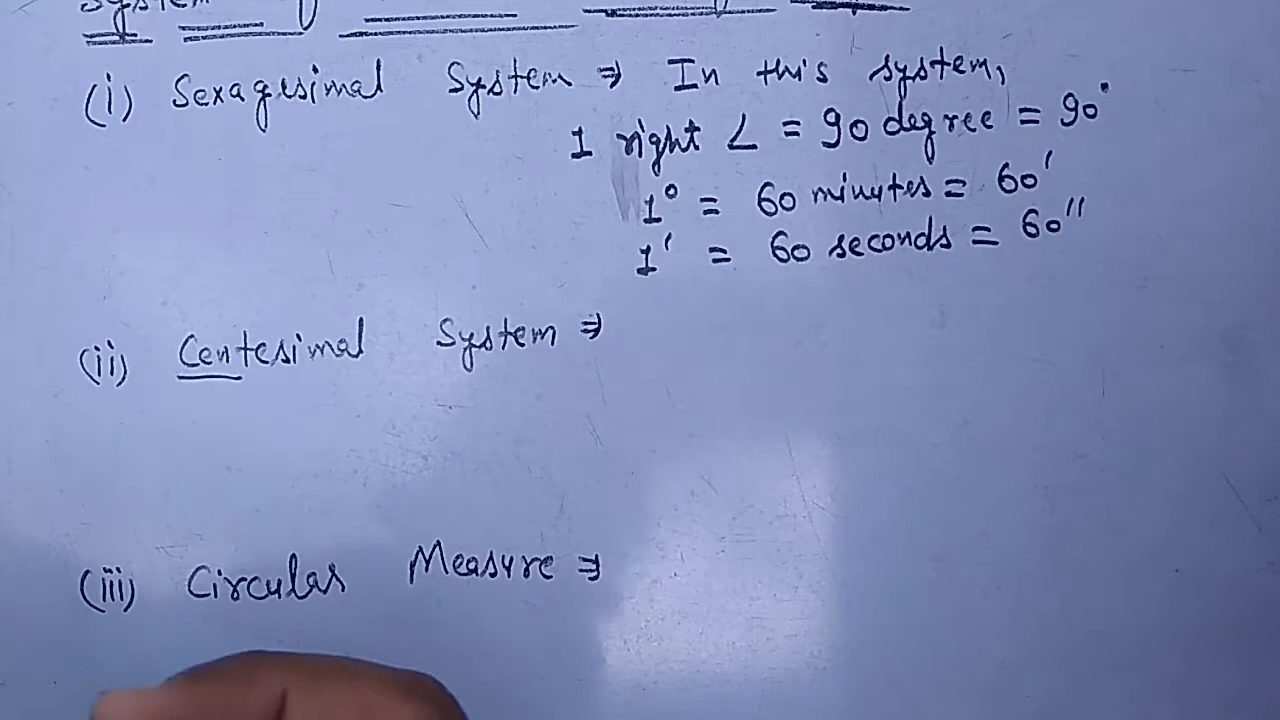 System
(i) Sexagesimal System ⇒ In this system,
1 right ∠ = 90 degree = 90°
1° = 60 minutes = 60'
1' = 60 seconds = 60''
(ii) Centesimal System ⇒
(iii) Circular Measure ⇒